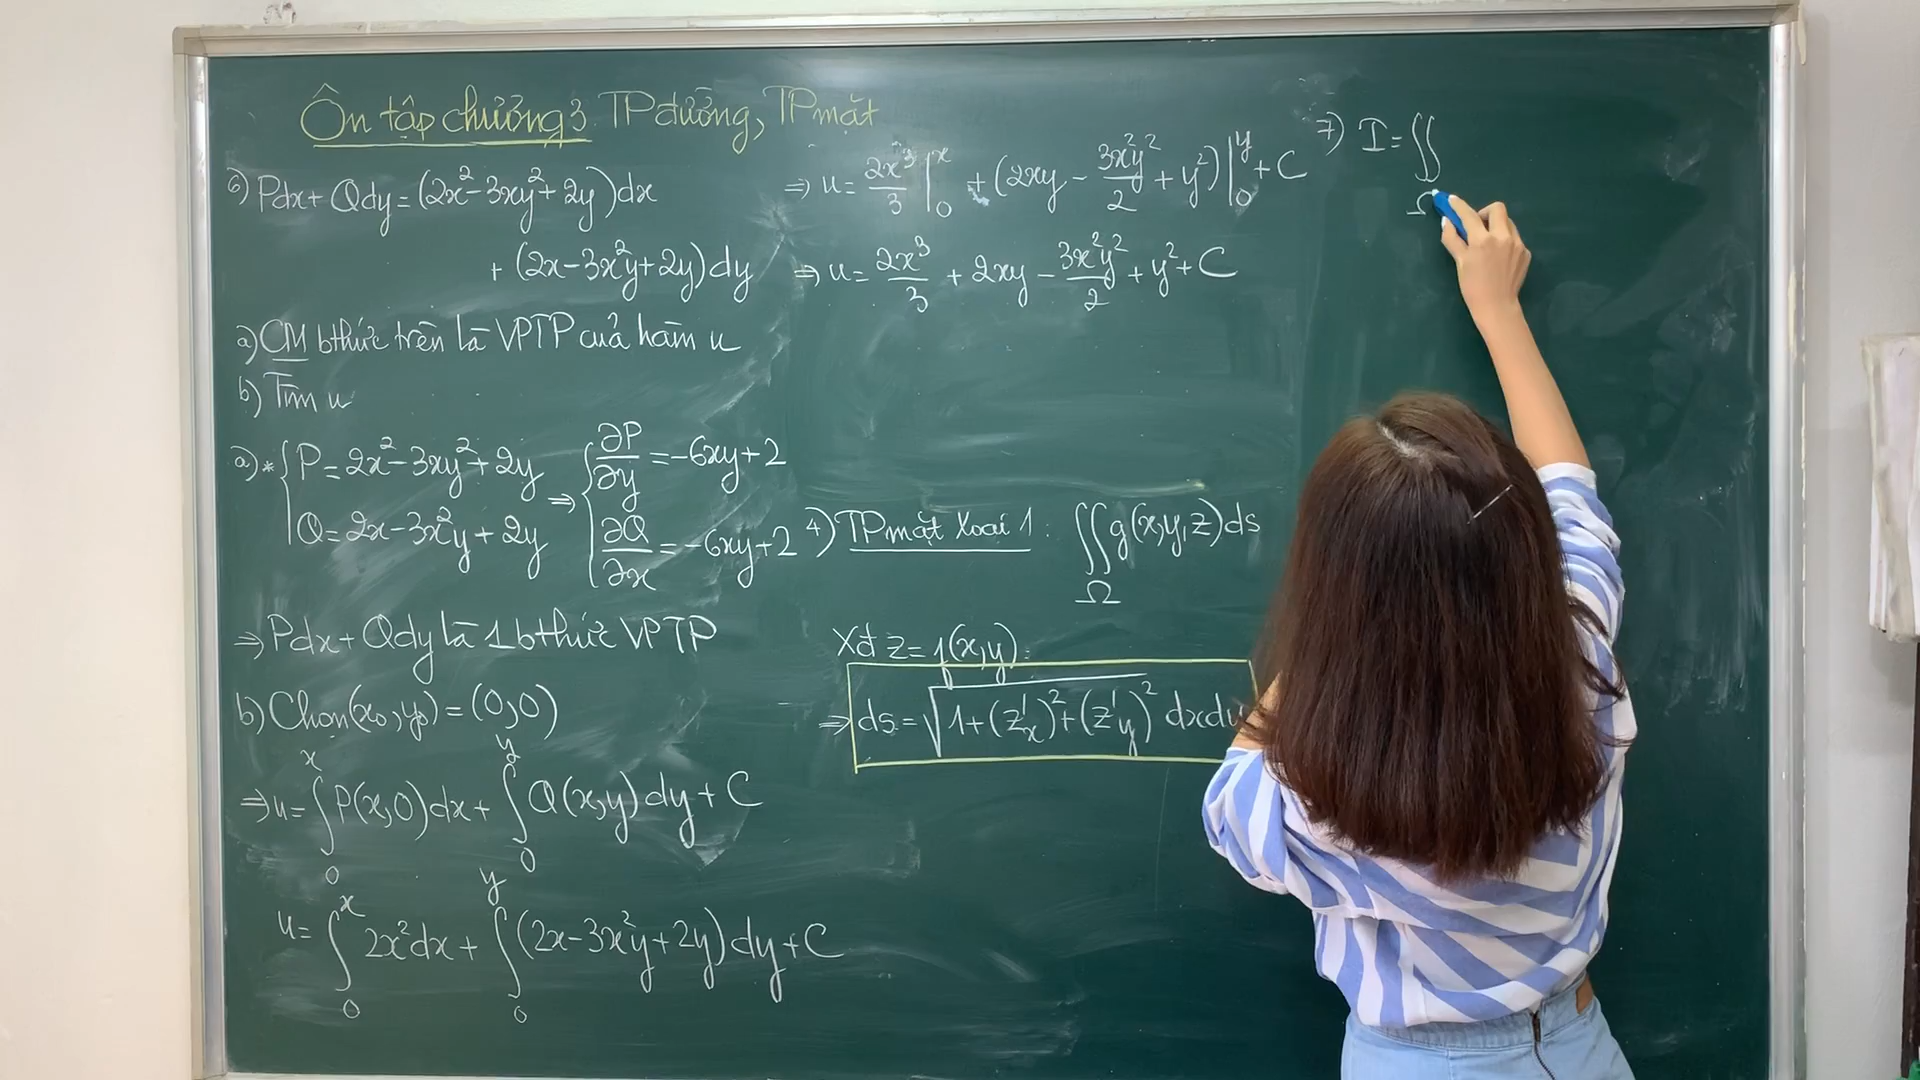 Ôn tập chương 3 TP đường, TP mặt
6) Pdx + Qdy = (2x² - 3xy² + 2y)dx
+ (2x - 3x²y + 2y)dy
a) CM bthức trên là VPTP của hàm u
b) Tìm u
a) * { P = 2x² - 3xy² + 2y
Q = 2x - 3x²y + 2y
⇒ { ∂P/∂y = -6xy + 2
∂Q/∂x = -6xy + 2
⇒ Pdx + Qdy là 1 bthức VPTP
b) Chọn (x₀, y₀) = (0,0)
⇒ u = ∫₀ˣ P(x,0)dx + ∫₀ʸ Q(x,y)dy + C
u = ∫₀ˣ 2x²dx + ∫₀ʸ (2x - 3x²y + 2y)dy + C
⇒ u = 2x³/3 |₀ˣ + (2xy - 3x²y²/2 + y²)|₀ʸ + C
⇒ u = 2x³/3 + 2xy - 3x²y²/2 + y² + C
4) TP mặt loại 1: ∬_Ω g(x,y,z)ds
Xđ z = f(x,y):
⇒ ds = √(1 + (z'ₓ)² + (z'_y)²) dxdy
7) I = ∬_Ω